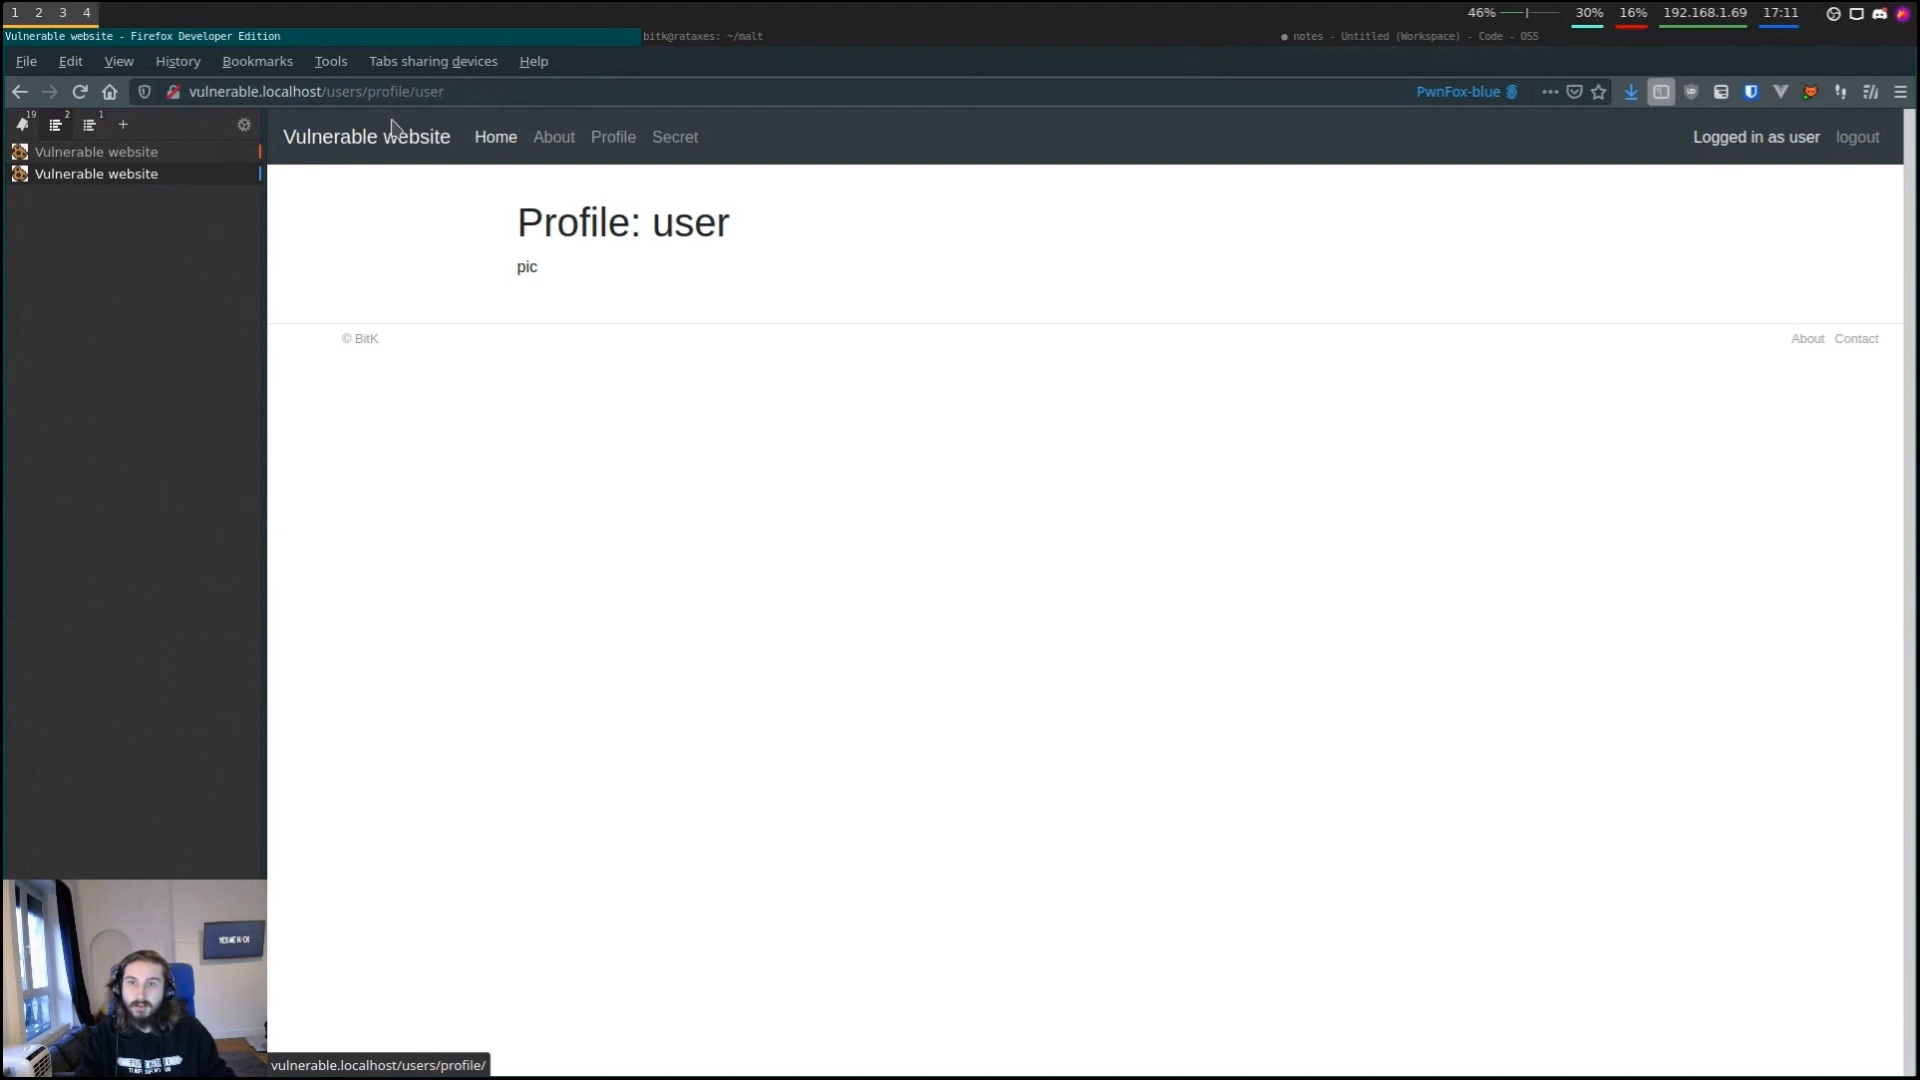 1 2 3 4
46% 30% 16% 192.168.1.69 17:11
Vulnerable website - Firefox Developer Edition
bitk@rataxes: ~/malt
● notes - Untitled (Workspace) - Code - OSS
File Edit View History Bookmarks Tools Tabs sharing devices Help
vulnerable.localhost/users/profile/user
PwnFox-blue
19 2 1 +
Vulnerable website Home About Profile Secret
Logged in as user logout
Vulnerable website
Vulnerable website
Profile: user
pic
© BitK
About Contact
vulnerable.localhost/users/profile/